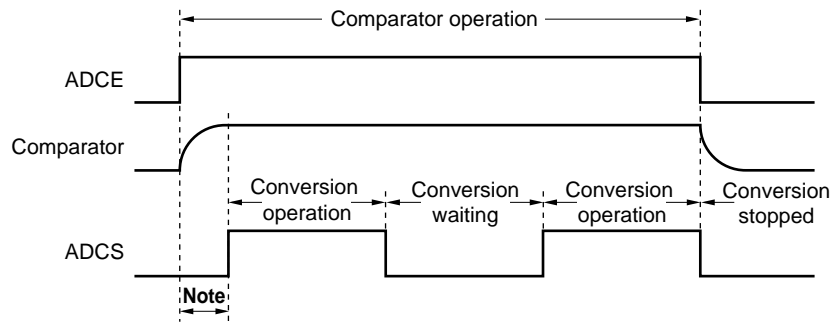 Comparator operation
ADCE
Comparator
Conversion
operation
Conversion
waiting
Conversion
operation
Conversion
stopped
ADCS
Note